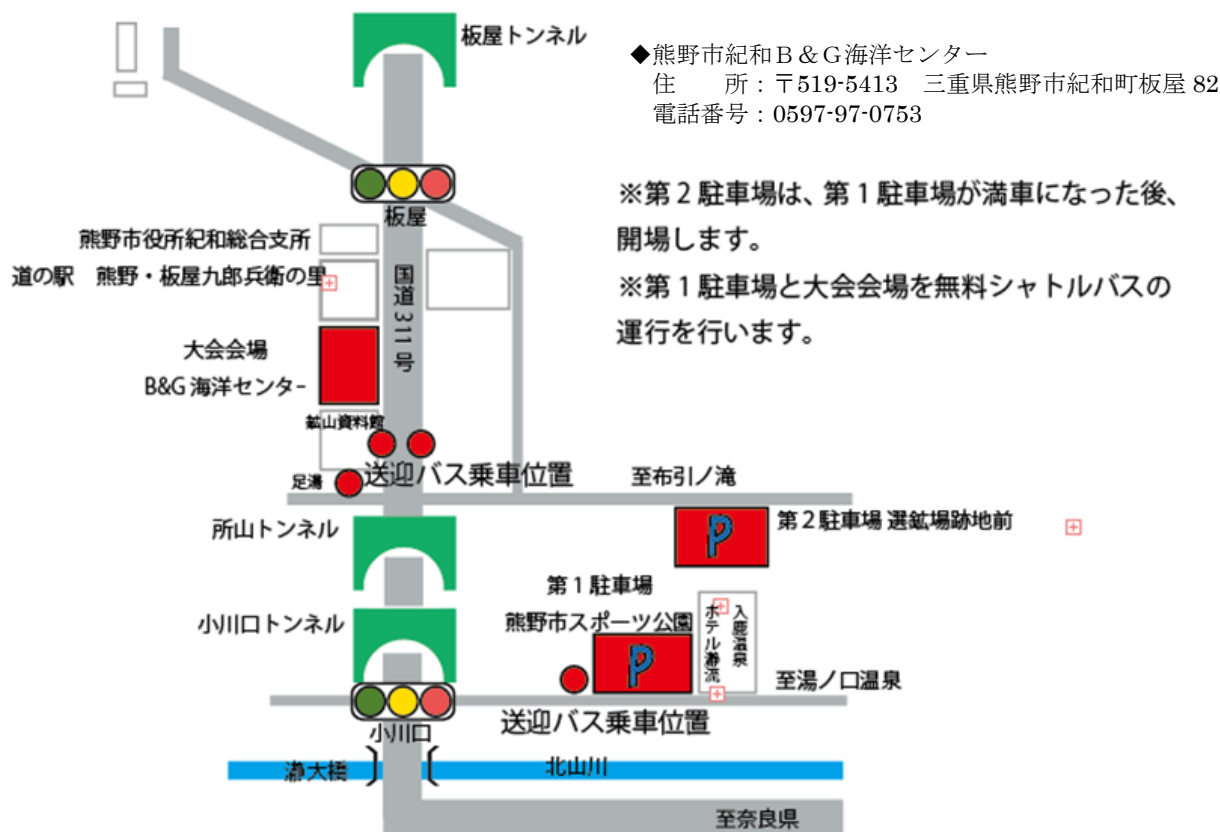 板屋トンネル
◆熊野市紀和B&G海洋センター
住　　所：〒519-5413　三重県熊野市紀和町板屋 82
電話番号：0597-97-0753
※第2駐車場は、第1駐車場が満車になった後、
開場します。
※第1駐車場と大会会場を無料シャトルバスの
運行を行います。
板屋
熊野市役所紀和総合支所
道の駅　熊野・板屋九郎兵衛の里
国道311号
大会会場
B&G 海洋センター
鉱山資料館
送迎バス乗車位置
足湯
至布引ノ滝
所山トンネル
第2駐車場 選鉱場跡地前
P
第1駐車場
小川口トンネル
熊野市スポーツ公園
P
入鹿温泉
ホテル瀞流
至湯ノ口温泉
送迎バス乗車位置
小川口
瀞大橋
北山川
至奈良県